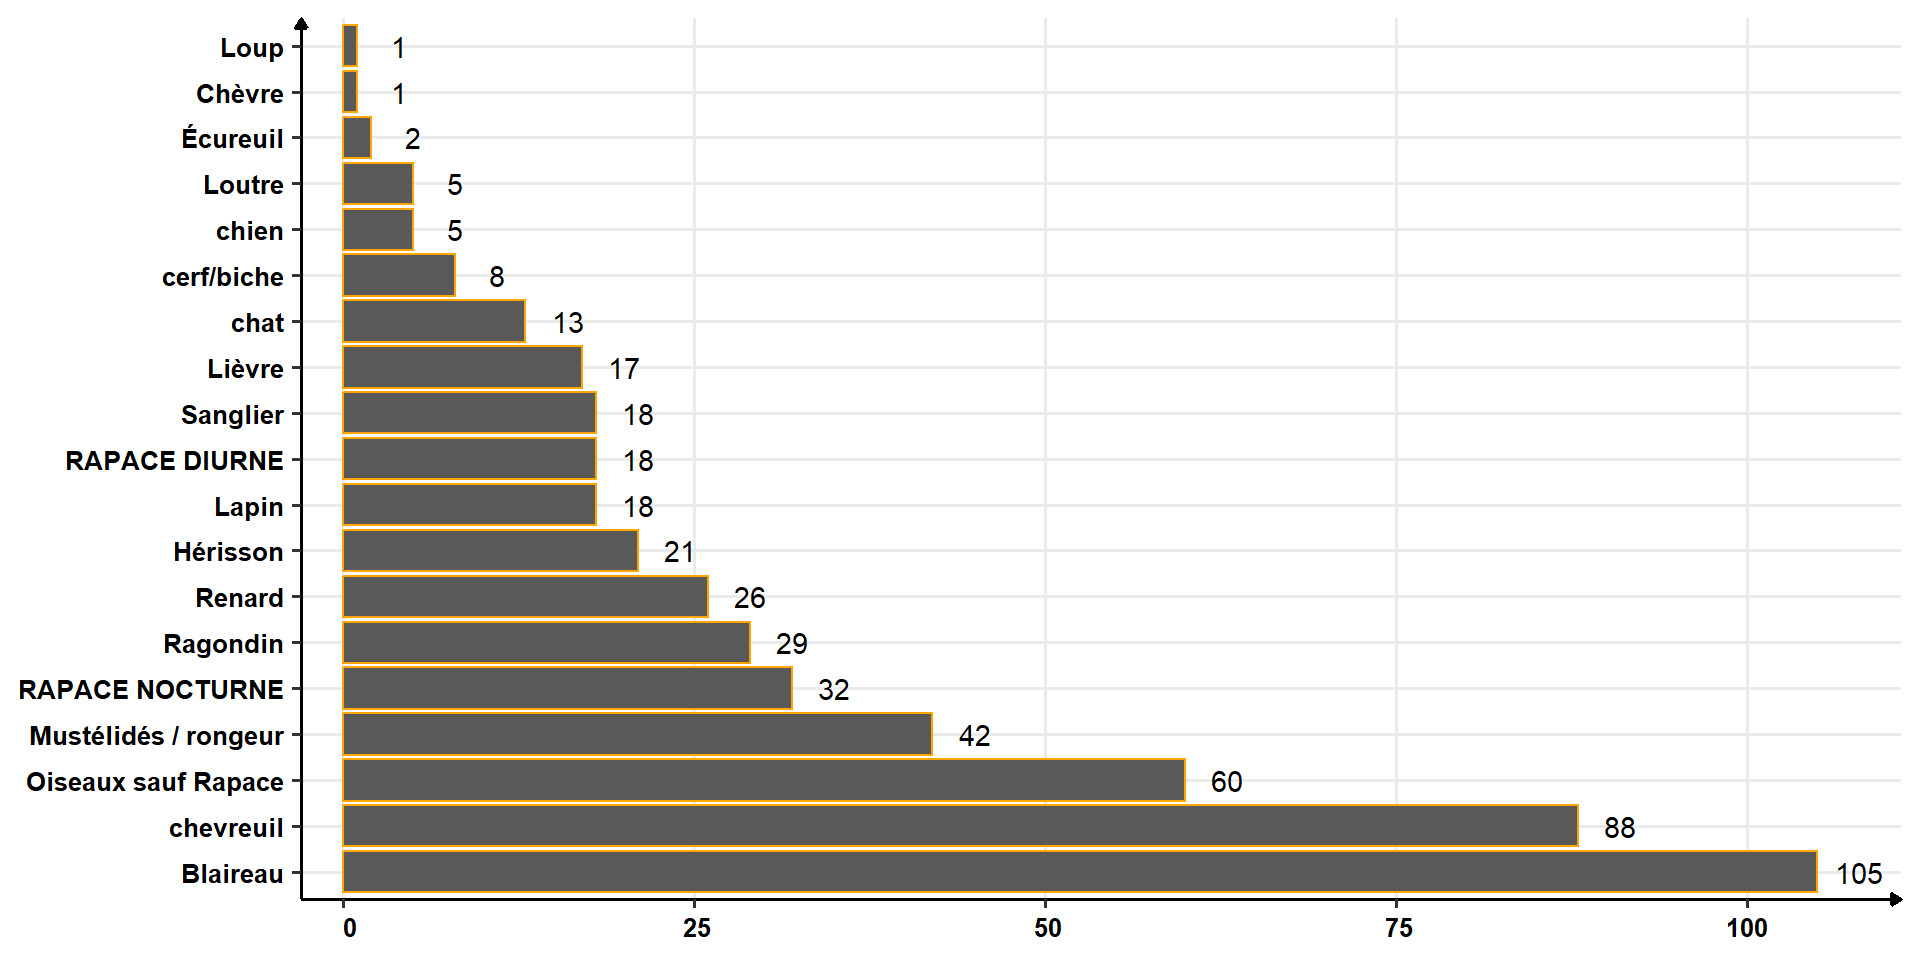 Loup 1
Chèvre 1
Écureuil 2
Loutre 5
chien 5
cerf/biche 8
chat 13
Lièvre 17
Sanglier 18
RAPACE DIURNE 18
Lapin 18
Hérisson 21
Renard 26
Ragondin 29
RAPACE NOCTURNE 32
Mustélidés / rongeur 42
Oiseaux sauf Rapace 60
chevreuil 88
Blaireau 105
0 25 50 75 100